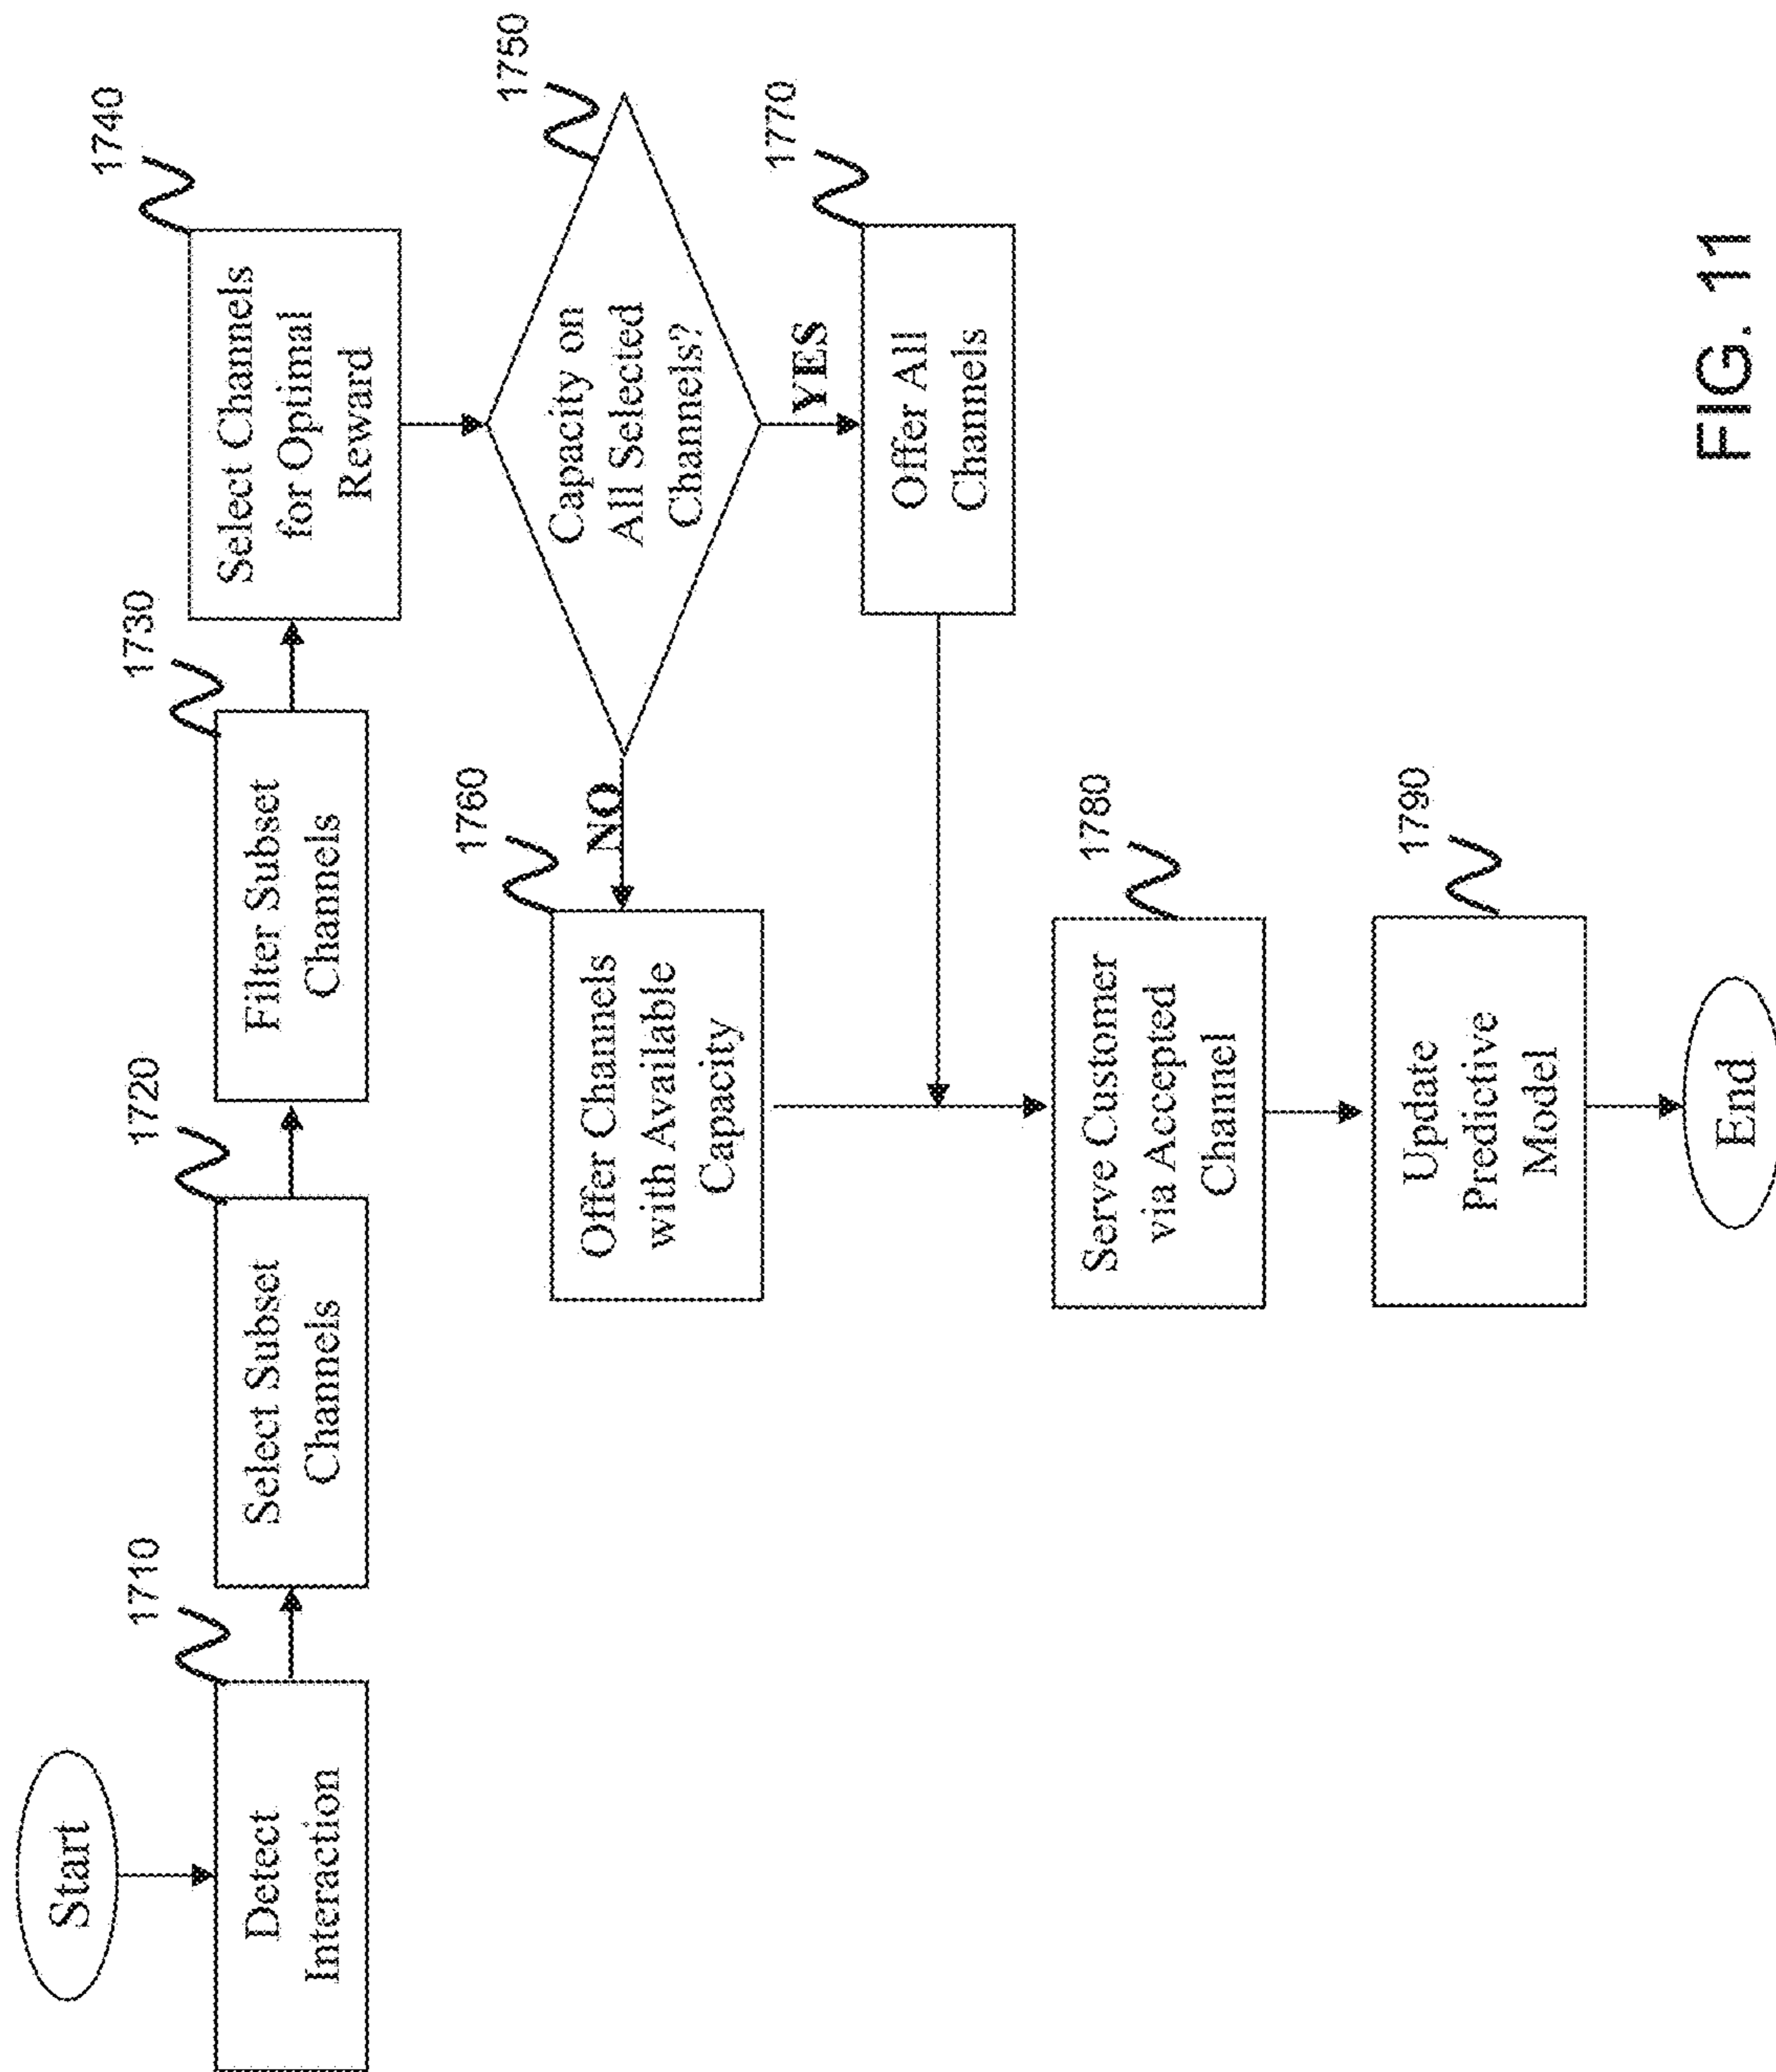 Start
1710
Detect
Interaction
1720
Select Subset
Channels
1730
Filter Subset
Channels
1740
Select Channels
for Optimal
Reward
1750
Capacity on
All Selected
Channels?
NO
YES
1760
Offer Channels
with Available
Capacity
1770
Offer All
Channels
1780
Serve Customer
via Accepted
Channel
1790
Update
Predictive
Model
End
FIG. 11